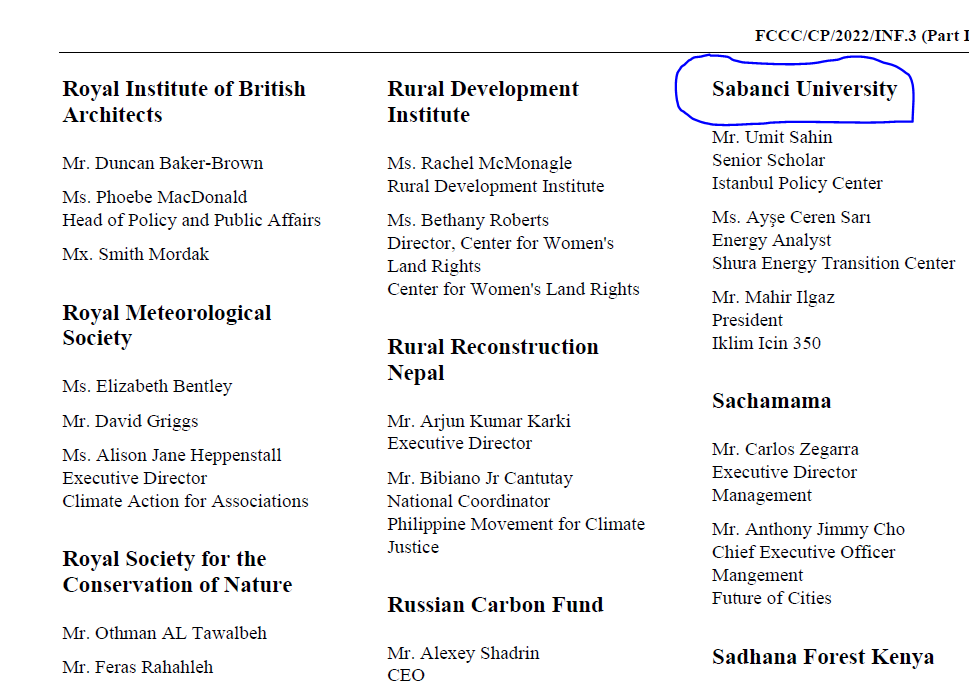 FCCC/CP/2022/INF.3 (Part I
Royal Institute of British
Architects
Mr. Duncan Baker-Brown
Ms. Phoebe MacDonald
Head of Policy and Public Affairs
Mx. Smith Mordak
Royal Meteorological
Society
Ms. Elizabeth Bentley
Mr. David Griggs
Ms. Alison Jane Heppenstall
Executive Director
Climate Action for Associations
Royal Society for the
Conservation of Nature
Mr. Othman AL Tawalbeh
Mr. Feras Rahahleh
Rural Development
Institute
Ms. Rachel McMonagle
Rural Development Institute
Ms. Bethany Roberts
Director, Center for Women's
Land Rights
Center for Women's Land Rights
Rural Reconstruction
Nepal
Mr. Arjun Kumar Karki
Executive Director
Mr. Bibiano Jr Cantutay
National Coordinator
Philippine Movement for Climate
Justice
Russian Carbon Fund
Mr. Alexey Shadrin
CEO
Sabanci University
Mr. Umit Sahin
Senior Scholar
Istanbul Policy Center
Ms. Ayşe Ceren Sarı
Energy Analyst
Shura Energy Transition Center
Mr. Mahir Ilgaz
President
Iklim Icin 350
Sachamama
Mr. Carlos Zegarra
Executive Director
Management
Mr. Anthony Jimmy Cho
Chief Executive Officer
Mangement
Future of Cities
Sadhana Forest Kenya